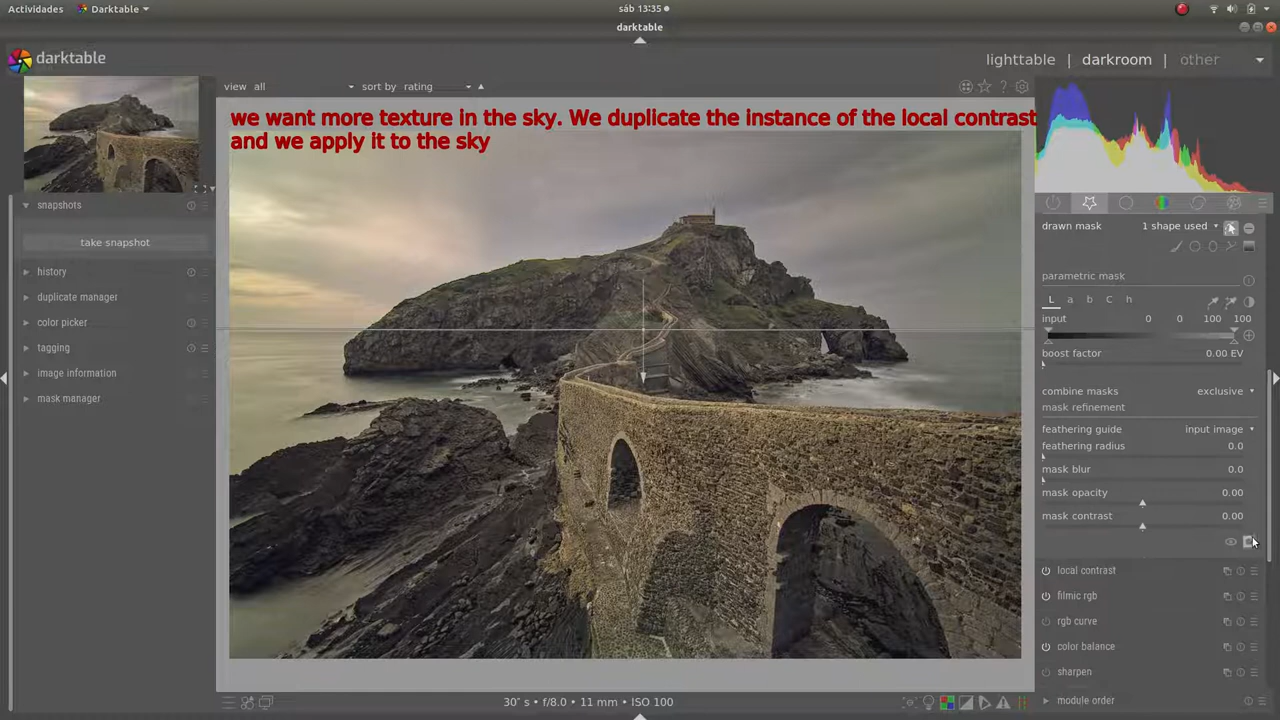 Actividades Darktable sáb 13:35
darktable
darktable lighttable | darkroom | other
view all sort by rating
we want more texture in the sky. We duplicate the instance of the local contrast
and we apply it to the sky
snapshots
take snapshot
history
duplicate manager
color picker
tagging
image information
mask manager
drawn mask 1 shape used
parametric mask
L a b C h
input 0 0 100 100
boost factor 0.00 EV
combine masks exclusive
mask refinement
feathering guide input image
feathering radius 0.0
mask blur 0.0
mask opacity 0.00
mask contrast 0.00
local contrast
filmic rgb
rgb curve
color balance
sharpen
module order
30" s • f/8.0 • 11 mm • ISO 100